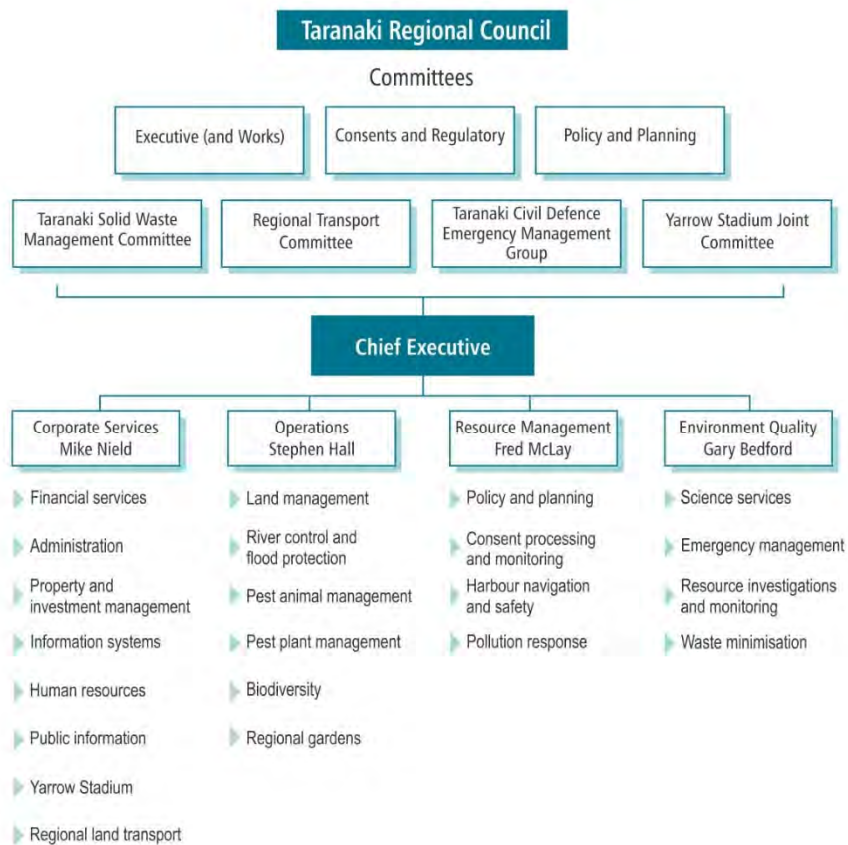 Taranaki Regional Council
Committees
Executive (and Works)
Consents and Regulatory
Policy and Planning
Taranaki Solid Waste
Management Committee
Regional Transport
Committee
Taranaki Civil Defence
Emergency Management
Group
Yarrow Stadium Joint
Committee
Chief Executive
Corporate Services
Mike Nield
Financial services
Administration
Property and
investment management
Information systems
Human resources
Public information
Yarrow Stadium
Regional land transport
Operations
Stephen Hall
Land management
River control and
flood protection
Pest animal management
Pest plant management
Biodiversity
Regional gardens
Resource Management
Fred McLay
Policy and planning
Consent processing
and monitoring
Harbour navigation
and safety
Pollution response
Environment Quality
Gary Bedford
Science services
Emergency management
Resource investigations
and monitoring
Waste minimisation